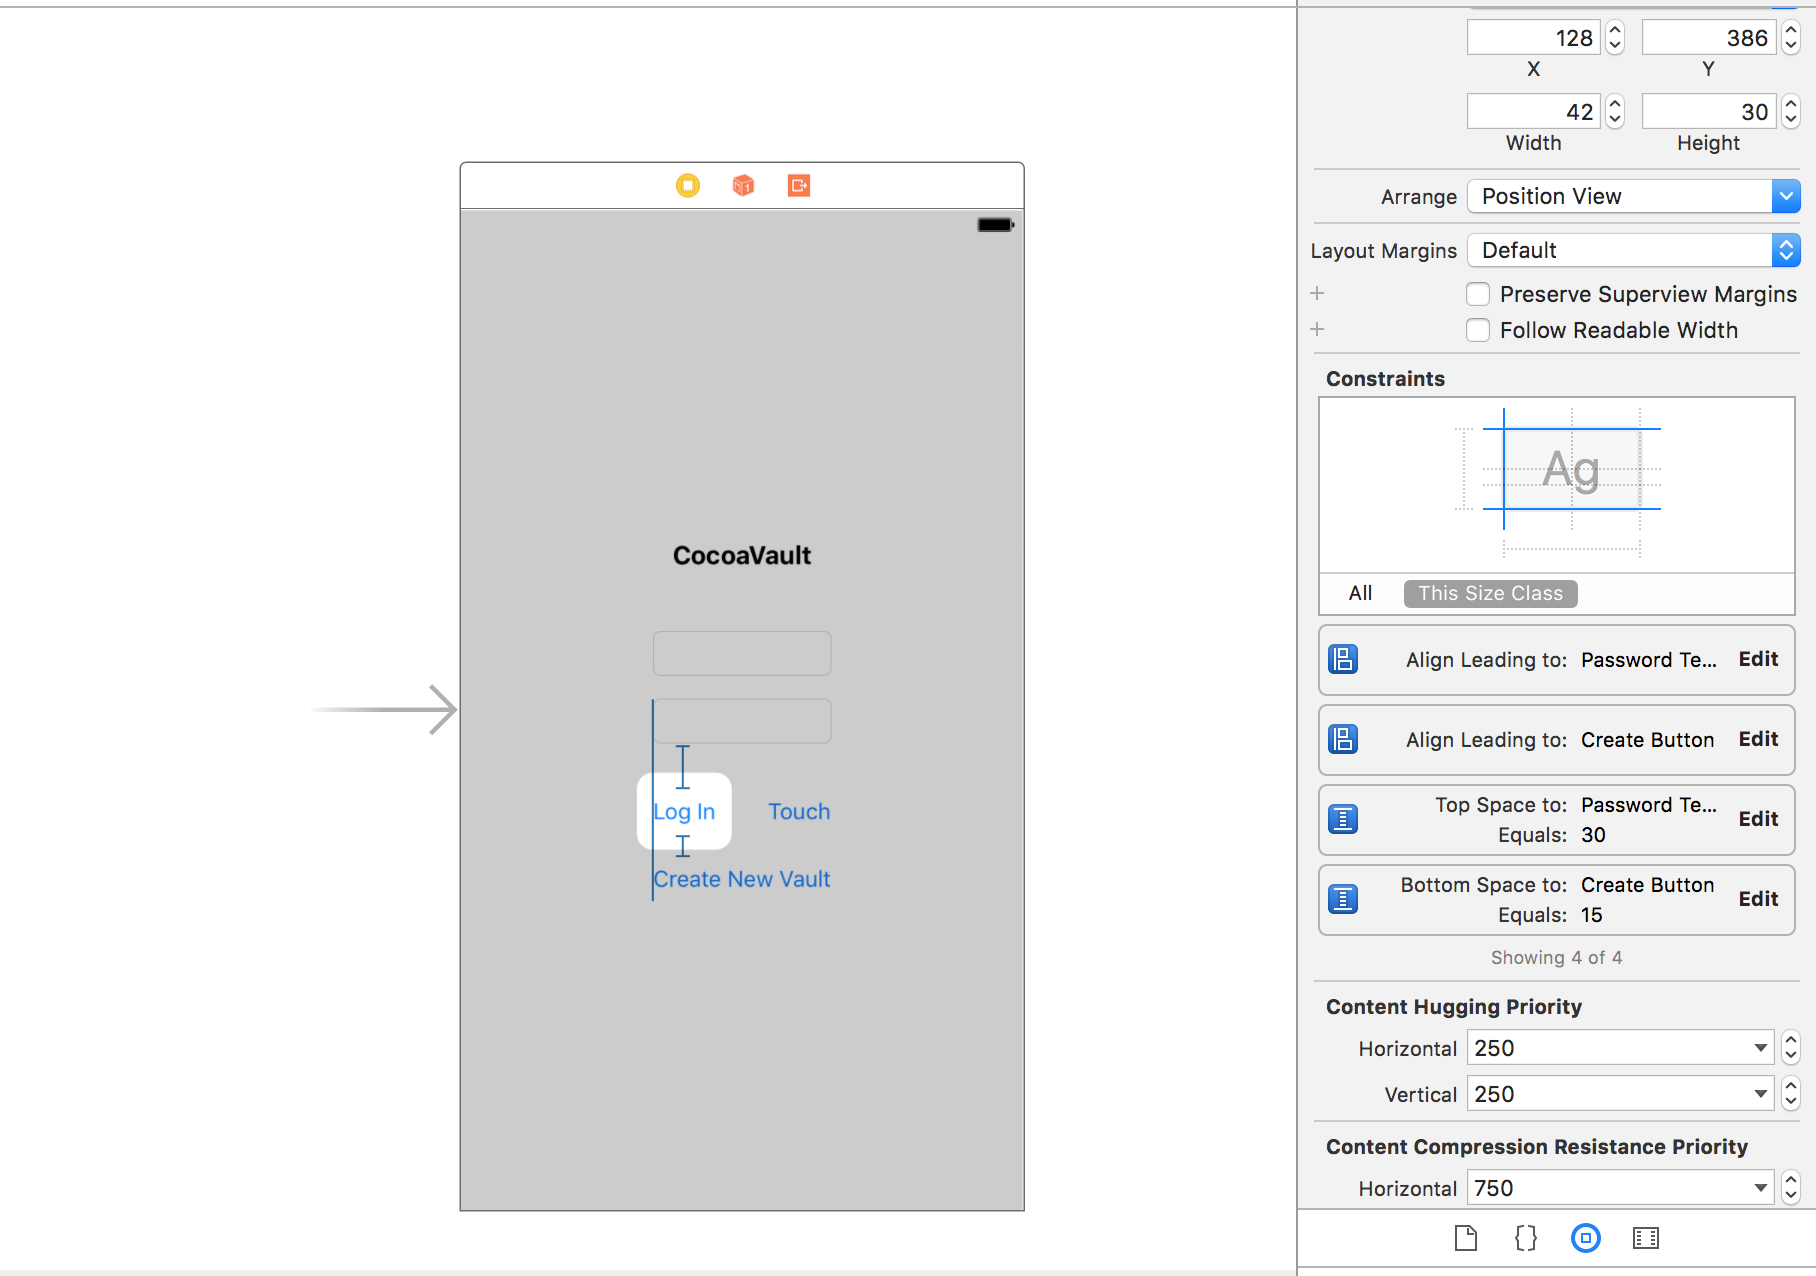 CocoaVault
Log In
Touch
Create New Vault
128
386
X
Y
42
30
Width
Height
Arrange
Position View
Layout Margins
Default
Preserve Superview Margins
Follow Readable Width
Constraints
Ag
All
This Size Class
Align Leading to: Password Te... Edit
Align Leading to: Create Button Edit
Top Space to: Password Te...
Equals: 30
Edit
Bottom Space to: Create Button
Equals: 15
Edit
Showing 4 of 4
Content Hugging Priority
Horizontal 250
Vertical 250
Content Compression Resistance Priority
Horizontal 750